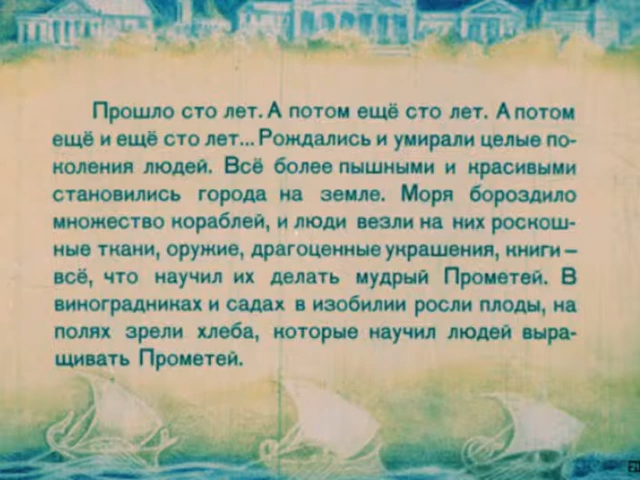 Прошло сто лет. А потом ещё сто лет. А потом
ещё и ещё сто лет... Рождались и умирали целые по-
коления людей. Всё более пышными и красивыми
становились города на земле. Моря бороздило
множество кораблей, и люди везли на них роскош-
ные ткани, оружие, драгоценные украшения, книги –
всё, что научил их делать мудрый Прометей. В
виноградниках и садах в изобилии росли плоды, на
полях зрели хлеба, которые научил людей выра-
щивать Прометей.